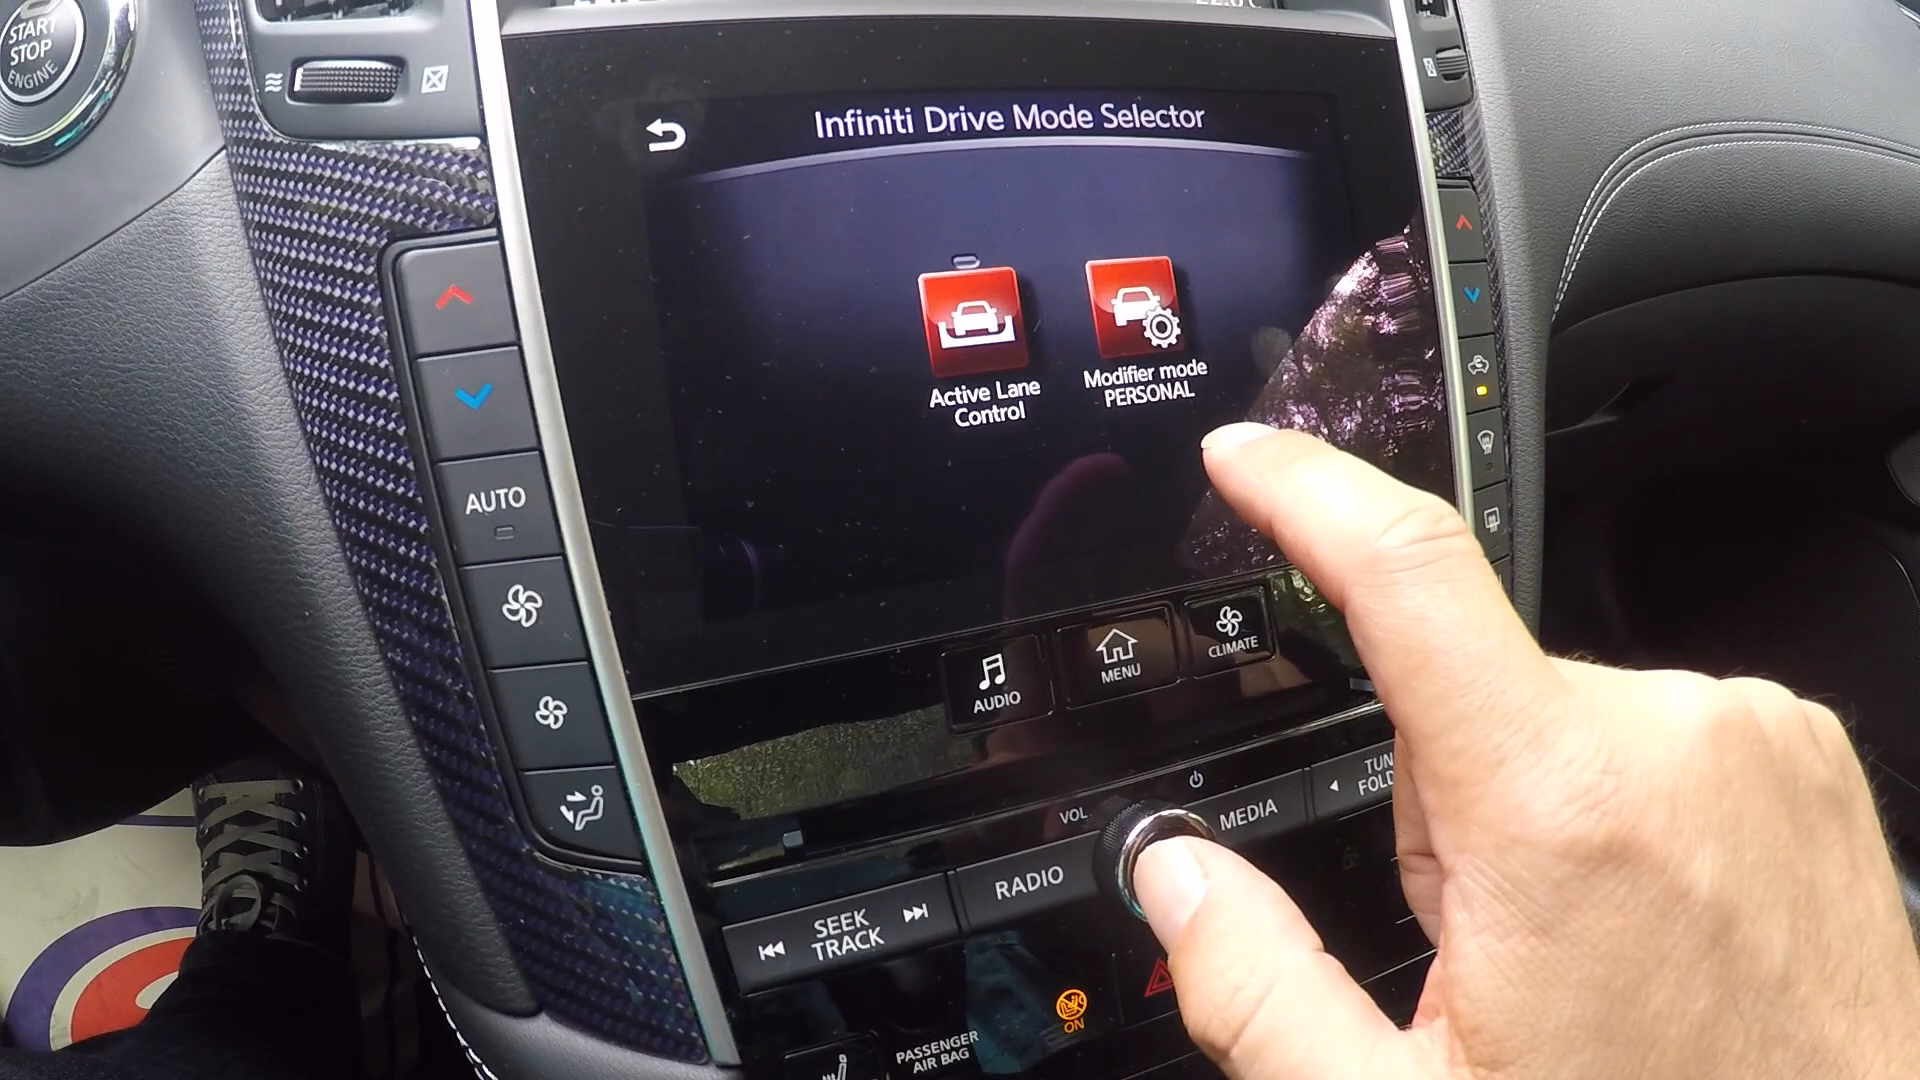 START
STOP
ENGINE
Infiniti Drive Mode Selector
Active Lane
Control
Modifier mode
PERSONAL
AUTO
AUDIO
MENU
CLIMATE
VOL
MEDIA
RADIO
SEEK
TRACK
ON
PASSENGER
AIR BAG